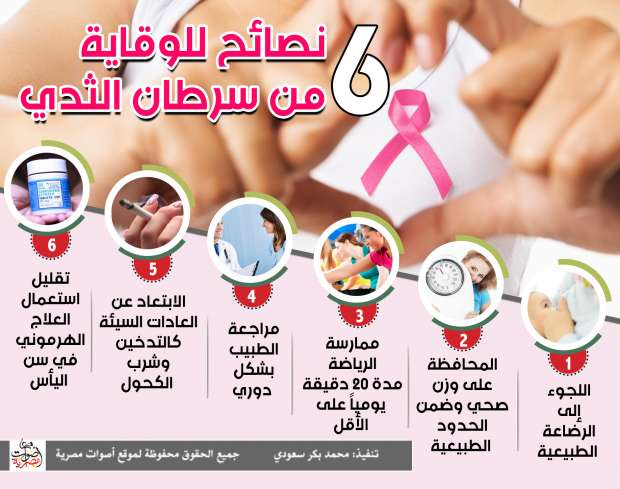 6
نصائح للوقاية
من سرطان الثدي
1
اللجوء
إلى
الرضاعة
الطبيعية
2
المحافظة
على وزن
صحي وضمن
الحدود
الطبيعية
3
ممارسة
الرياضة
مدة 20 دقيقة
يومياً على
الأقل
4
مراجعة
الطبيب
بشكل
دوري
5
الابتعاد عن
العادات السيئة
كالتدخين
وشرب
الكحول
6
تقليل
استعمال
العلاج
الهرموني
في سن
اليأس
تنفيذ: محمد بكر سعودي جميع الحقوق محفوظة لموقع أصوات مصرية
أصوات
مصرية